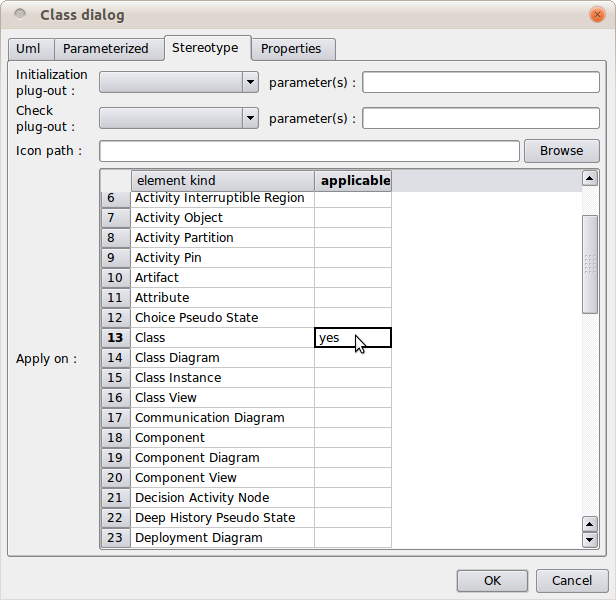 Class dialog
Uml Parameterized Stereotype Properties
Initialization
plug-out : parameter(s) :
Check
plug-out : parameter(s) :
Icon path : Browse
element kind applicable
6 Activity Interruptible Region
7 Activity Object
8 Activity Partition
9 Activity Pin
10 Artifact
11 Attribute
12 Choice Pseudo State
13 Class yes
Apply on : 14 Class Diagram
15 Class Instance
16 Class View
17 Communication Diagram
18 Component
19 Component Diagram
20 Component View
21 Decision Activity Node
22 Deep History Pseudo State
23 Deployment Diagram
OK Cancel